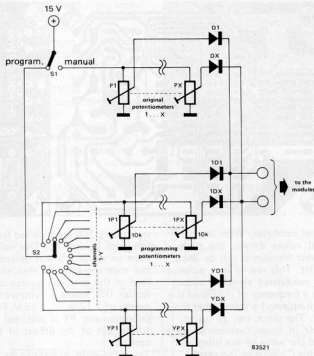 15 V
program.
manual
S1
D1
DX
P1
PX
original
potentiometers
1 . . . X
1D1
1DX
to the
modules
1P1
10k
1PX
10k
programming
potentiometers
1 . . . X
S2
channels
1-Y
YD1
YDX
YP1
YPX
83521